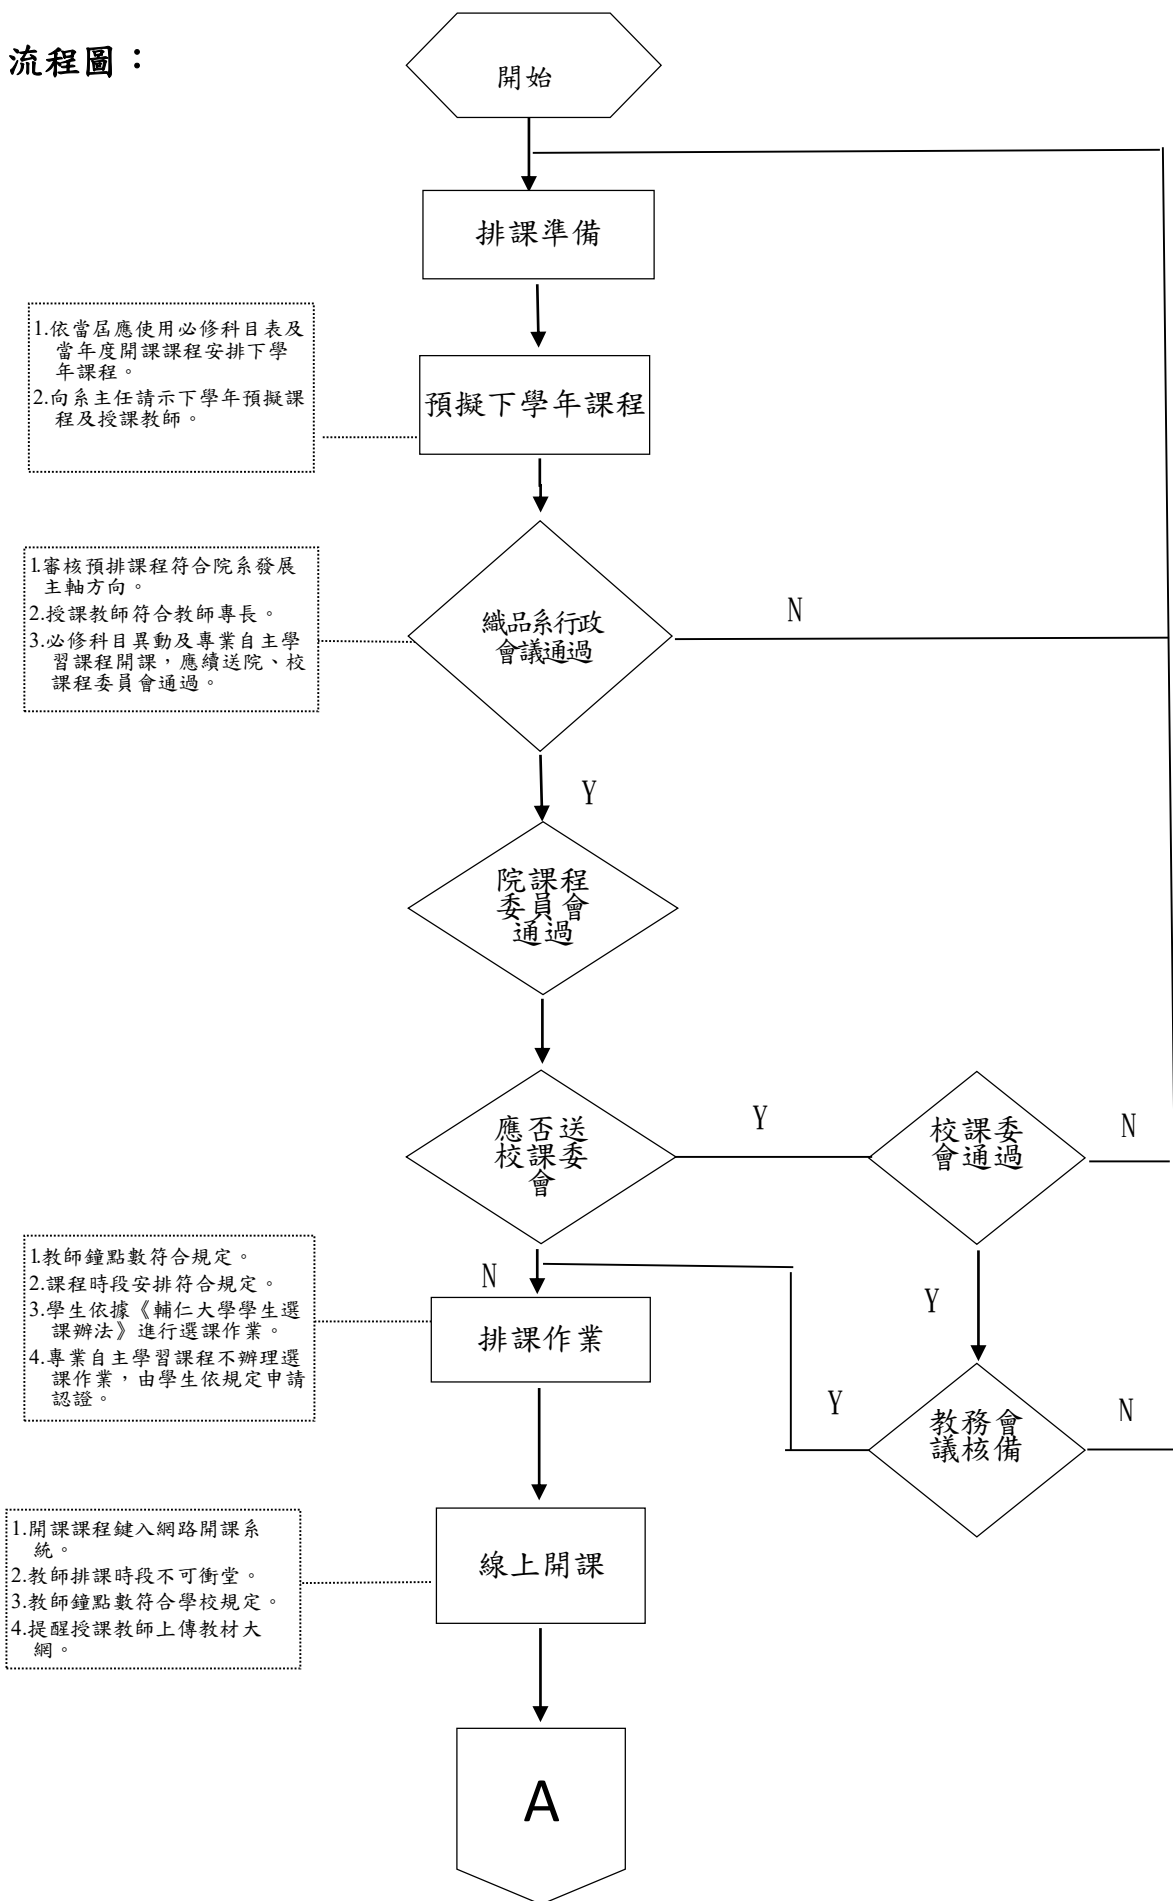 流程圖：
開始
排課準備
1.依當屆應使用必修科目表及
當年度開課課程安排下學
年課程。
2.向系主任請示下學年預擬課
程及授課教師。
預擬下學年課程
1.審核預排課程符合院系發展
主軸方向。
2.授課教師符合教師專長。
3.必修科目異動及專業自主學
習課程開課，應續送院、校
課程委員會通過。
織品系行政
會議通過
N
Y
院課程
委員會
通過
應否送
校課委
會
Y
校課委
會通過
N
N
Y
1.教師鐘點數符合規定。
2.課程時段安排符合規定。
3.學生依據《輔仁大學學生選
課辦法》進行選課作業。
4.專業自主學習課程不辦理選
課作業，由學生依規定申請
認證。
排課作業
Y
教務會
議核備
N
1.開課課程鍵入網路開課系
統。
2.教師排課時段不可衝堂。
3.教師鐘點數符合學校規定。
4.提醒授課教師上傳教材大
網。
線上開課
A